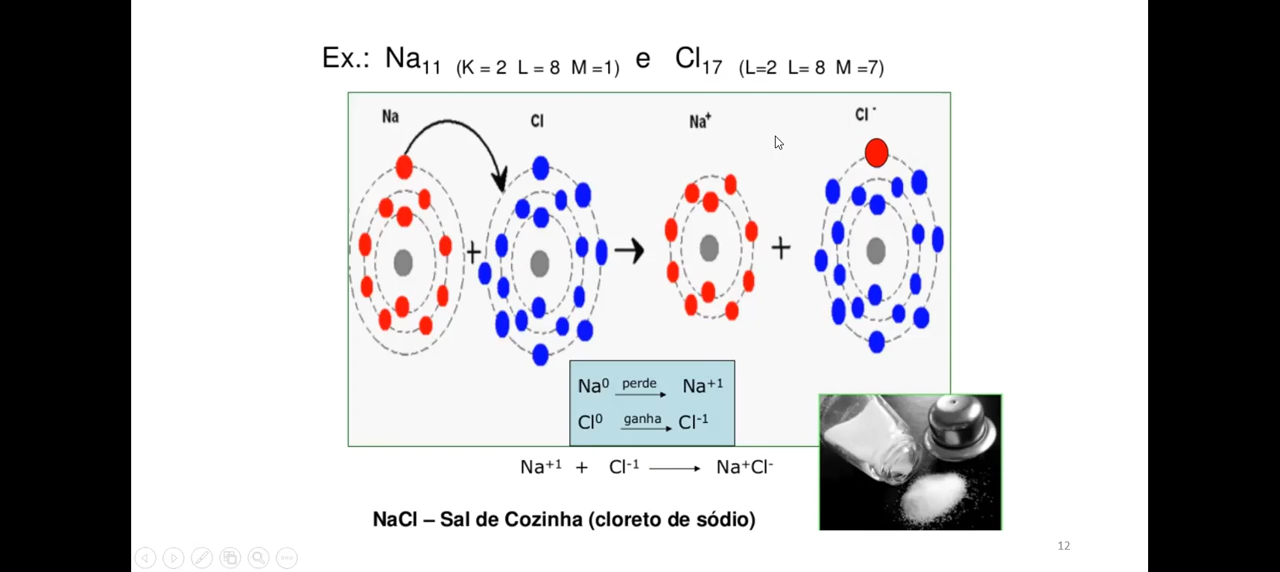 Ex.: Na11 (K = 2 L = 8 M =1) e Cl17 (L=2 L= 8 M =7)
Na Cl Na+ Cl -
+ → +
Na0 perde Na+1
Cl0 ganha Cl-1
Na+1 + Cl-1 Na+Cl-
NaCl – Sal de Cozinha (cloreto de sódio)
12